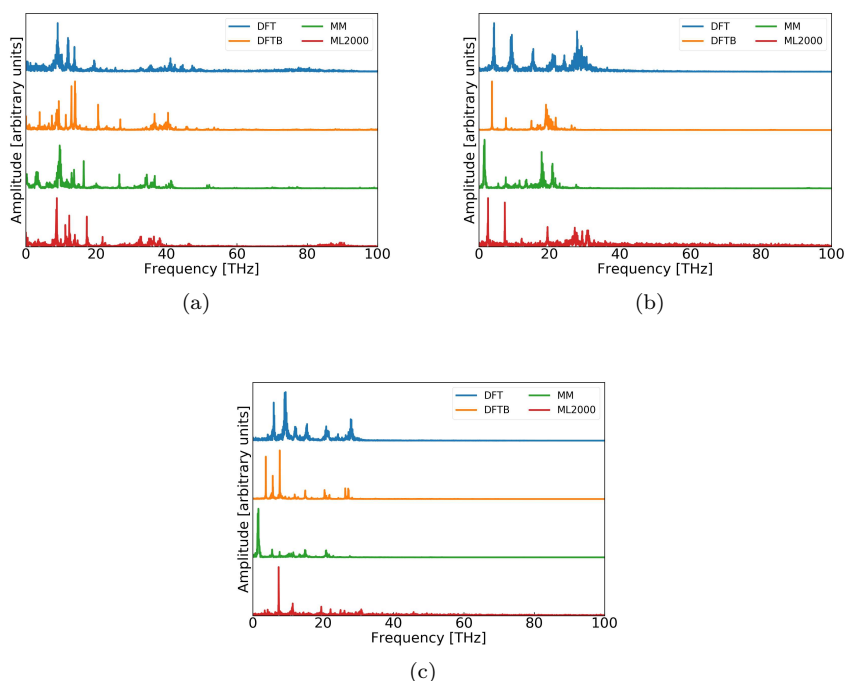 DFT MM
DFTB ML2000
Amplitude [arbitrary units]
0 20 40 60 80 100
Frequency [THz]
(a)
DFT MM
DFTB ML2000
Amplitude [arbitrary units]
0 20 40 60 80 100
Frequency [THz]
(b)
DFT MM
DFTB ML2000
Amplitude [arbitrary units]
0 20 40 60 80 100
Frequency [THz]
(c)